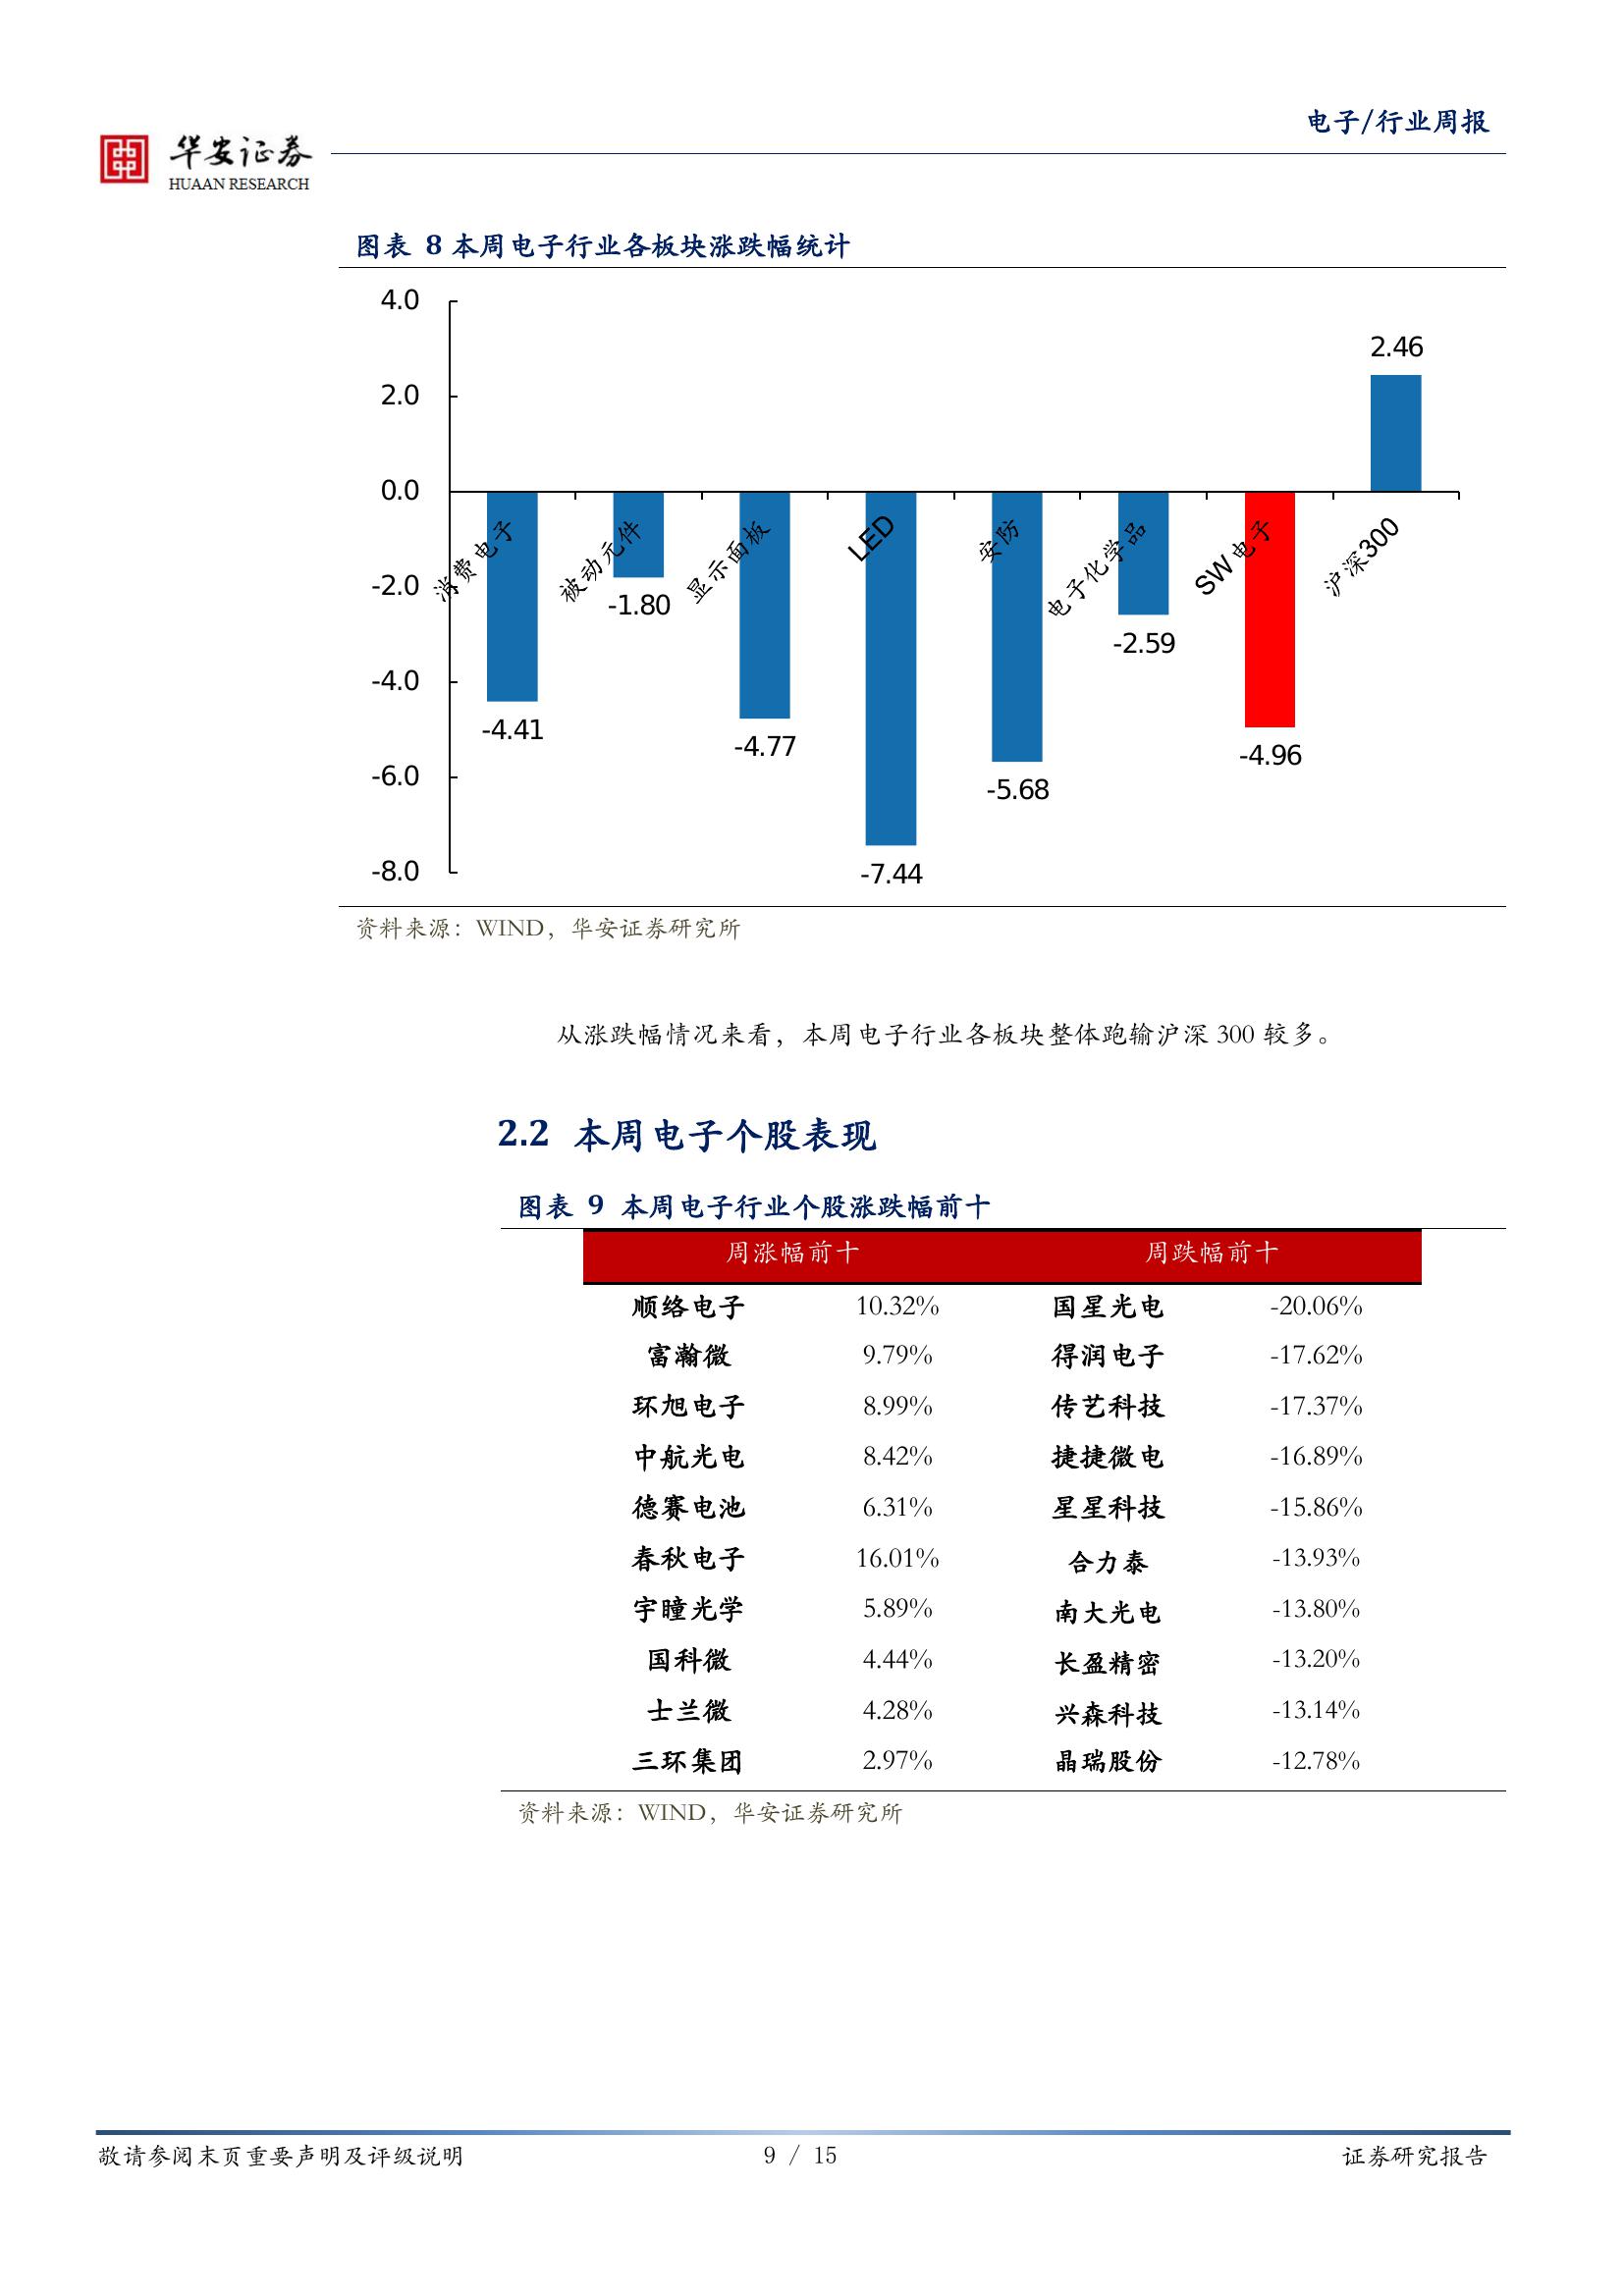 电子/行业周报
华安证券
HUAAN RESEARCH
图表 8 本周电子行业各板块涨跌幅统计
4.0
2.0
0.0
-2.0
-4.0
-6.0
-8.0
消费电子
被动元件
显示面板
LED
安防
电子化学品
SW电子
沪深300
-4.41
-1.80
-4.77
-7.44
-5.68
-2.59
-4.96
2.46
资料来源：WIND，华安证券研究所
从涨跌幅情况来看，本周电子行业各板块整体跑输沪深 300 较多。
2.2 本周电子个股表现
图表 9 本周电子行业个股涨跌幅前十
周涨幅前十 周跌幅前十
顺络电子 10.32% 国星光电 -20.06%
富瀚微 9.79% 得润电子 -17.62%
环旭电子 8.99% 传艺科技 -17.37%
中航光电 8.42% 捷捷微电 -16.89%
德赛电池 6.31% 星星科技 -15.86%
春秋电子 16.01% 合力泰 -13.93%
宇瞳光学 5.89% 南大光电 -13.80%
国科微 4.44% 长盈精密 -13.20%
士兰微 4.28% 兴森科技 -13.14%
三环集团 2.97% 晶瑞股份 -12.78%
资料来源：WIND，华安证券研究所
敬请参阅末页重要声明及评级说明 9 / 15 证券研究报告